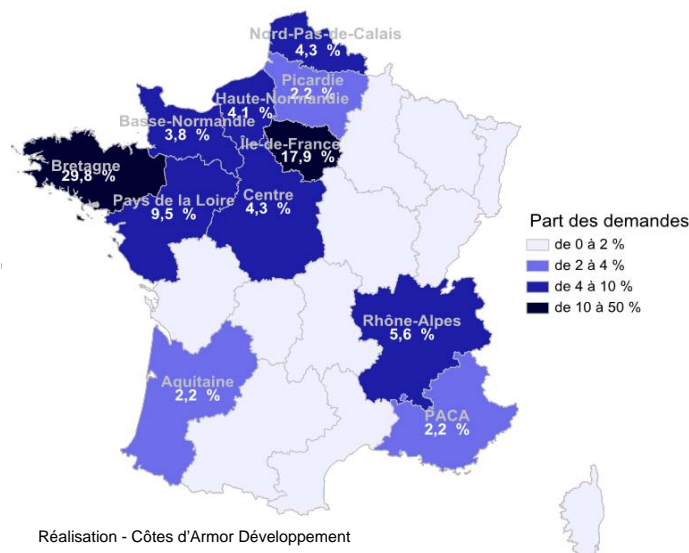 Nord-Pas-de-Calais
4,3 %
Picardie
2,2 %
Haute-Normandie
4,1 %
Basse-Normandie
3,8 %
Île-de-France
17,9 %
Bretagne
29,8 %
Pays de la Loire
9,5 %
Centre
4,3 %
Part des demandes
de 0 à 2 %
de 2 à 4 %
de 4 à 10 %
de 10 à 50 %
Rhône-Alpes
5,6 %
Aquitaine
2,2 %
PACA
2,2 %
Réalisation - Côtes d'Armor Développement